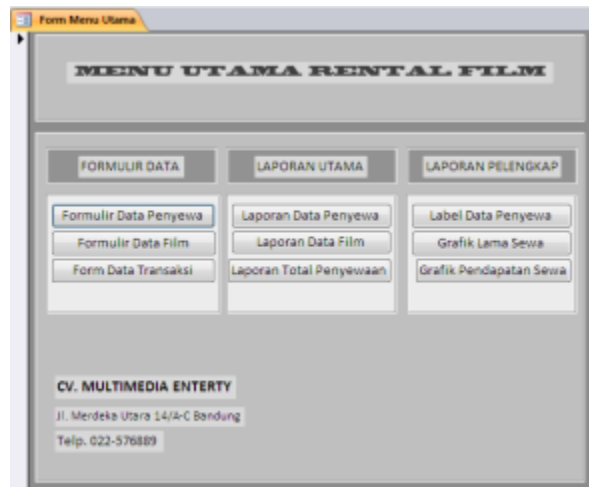 Form Menu Utama
MENU UTAMA RENTAL FILM
FORMULIR DATA
LAPORAN UTAMA
LAPORAN PELENGKAP
Formulir Data Penyewa
Laporan Data Penyewa
Label Data Penyewa
Formulir Data Film
Laporan Data Film
Grafik Lama Sewa
Form Data Transaksi
Laporan Total Penyewaan
Grafik Pendapatan Sewa
CV. MULTIMEDIA ENTERTY
Jl. Merdeka Utara 14/A-C Bandung
Telp. 022-576889